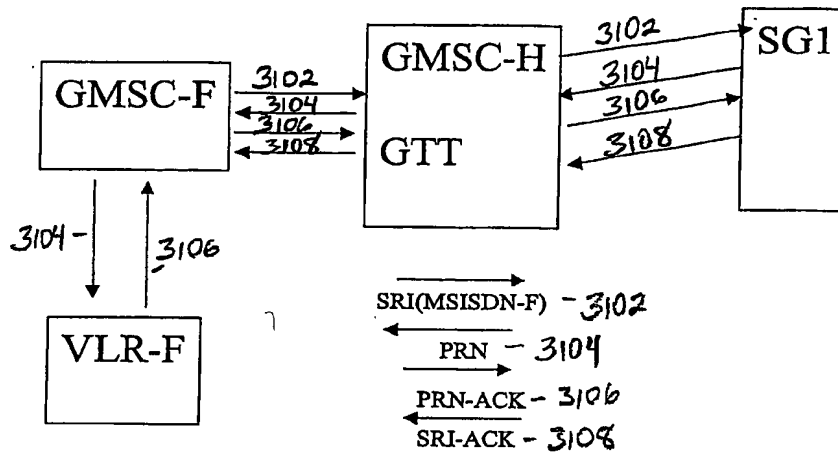 GMSC-F
3102
3104
3106
3108
GMSC-H
GTT
3102
3104
3106
3108
SG1
3104
3106
VLR-F
SRI(MSISDN-F) - 3102
PRN - 3104
PRN-ACK - 3106
SRI-ACK - 3108